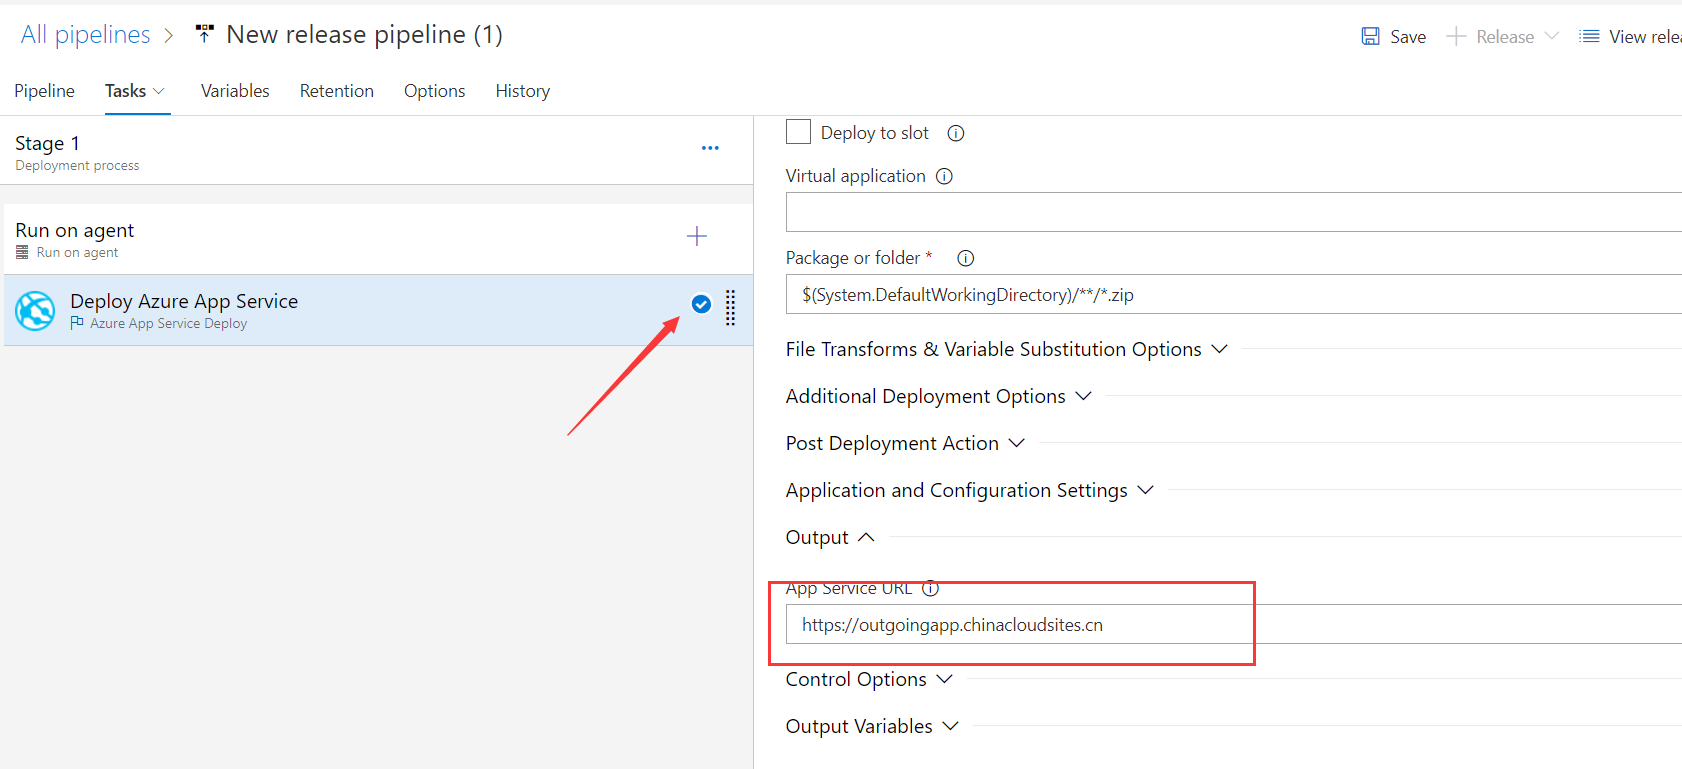 All pipelines > New release pipeline (1)
Save
Release
View rele
Pipeline
Tasks
Variables
Retention
Options
History
Stage 1
Deployment process
...
Run on agent
Run on agent
Deploy Azure App Service
Azure App Service Deploy
Deploy to slot
Virtual application
Package or folder *
$(System.DefaultWorkingDirectory)/**/*.zip
File Transforms & Variable Substitution Options
Additional Deployment Options
Post Deployment Action
Application and Configuration Settings
Output
App Service URL
https://outgoingapp.chinacloudsites.cn
Control Options
Output Variables